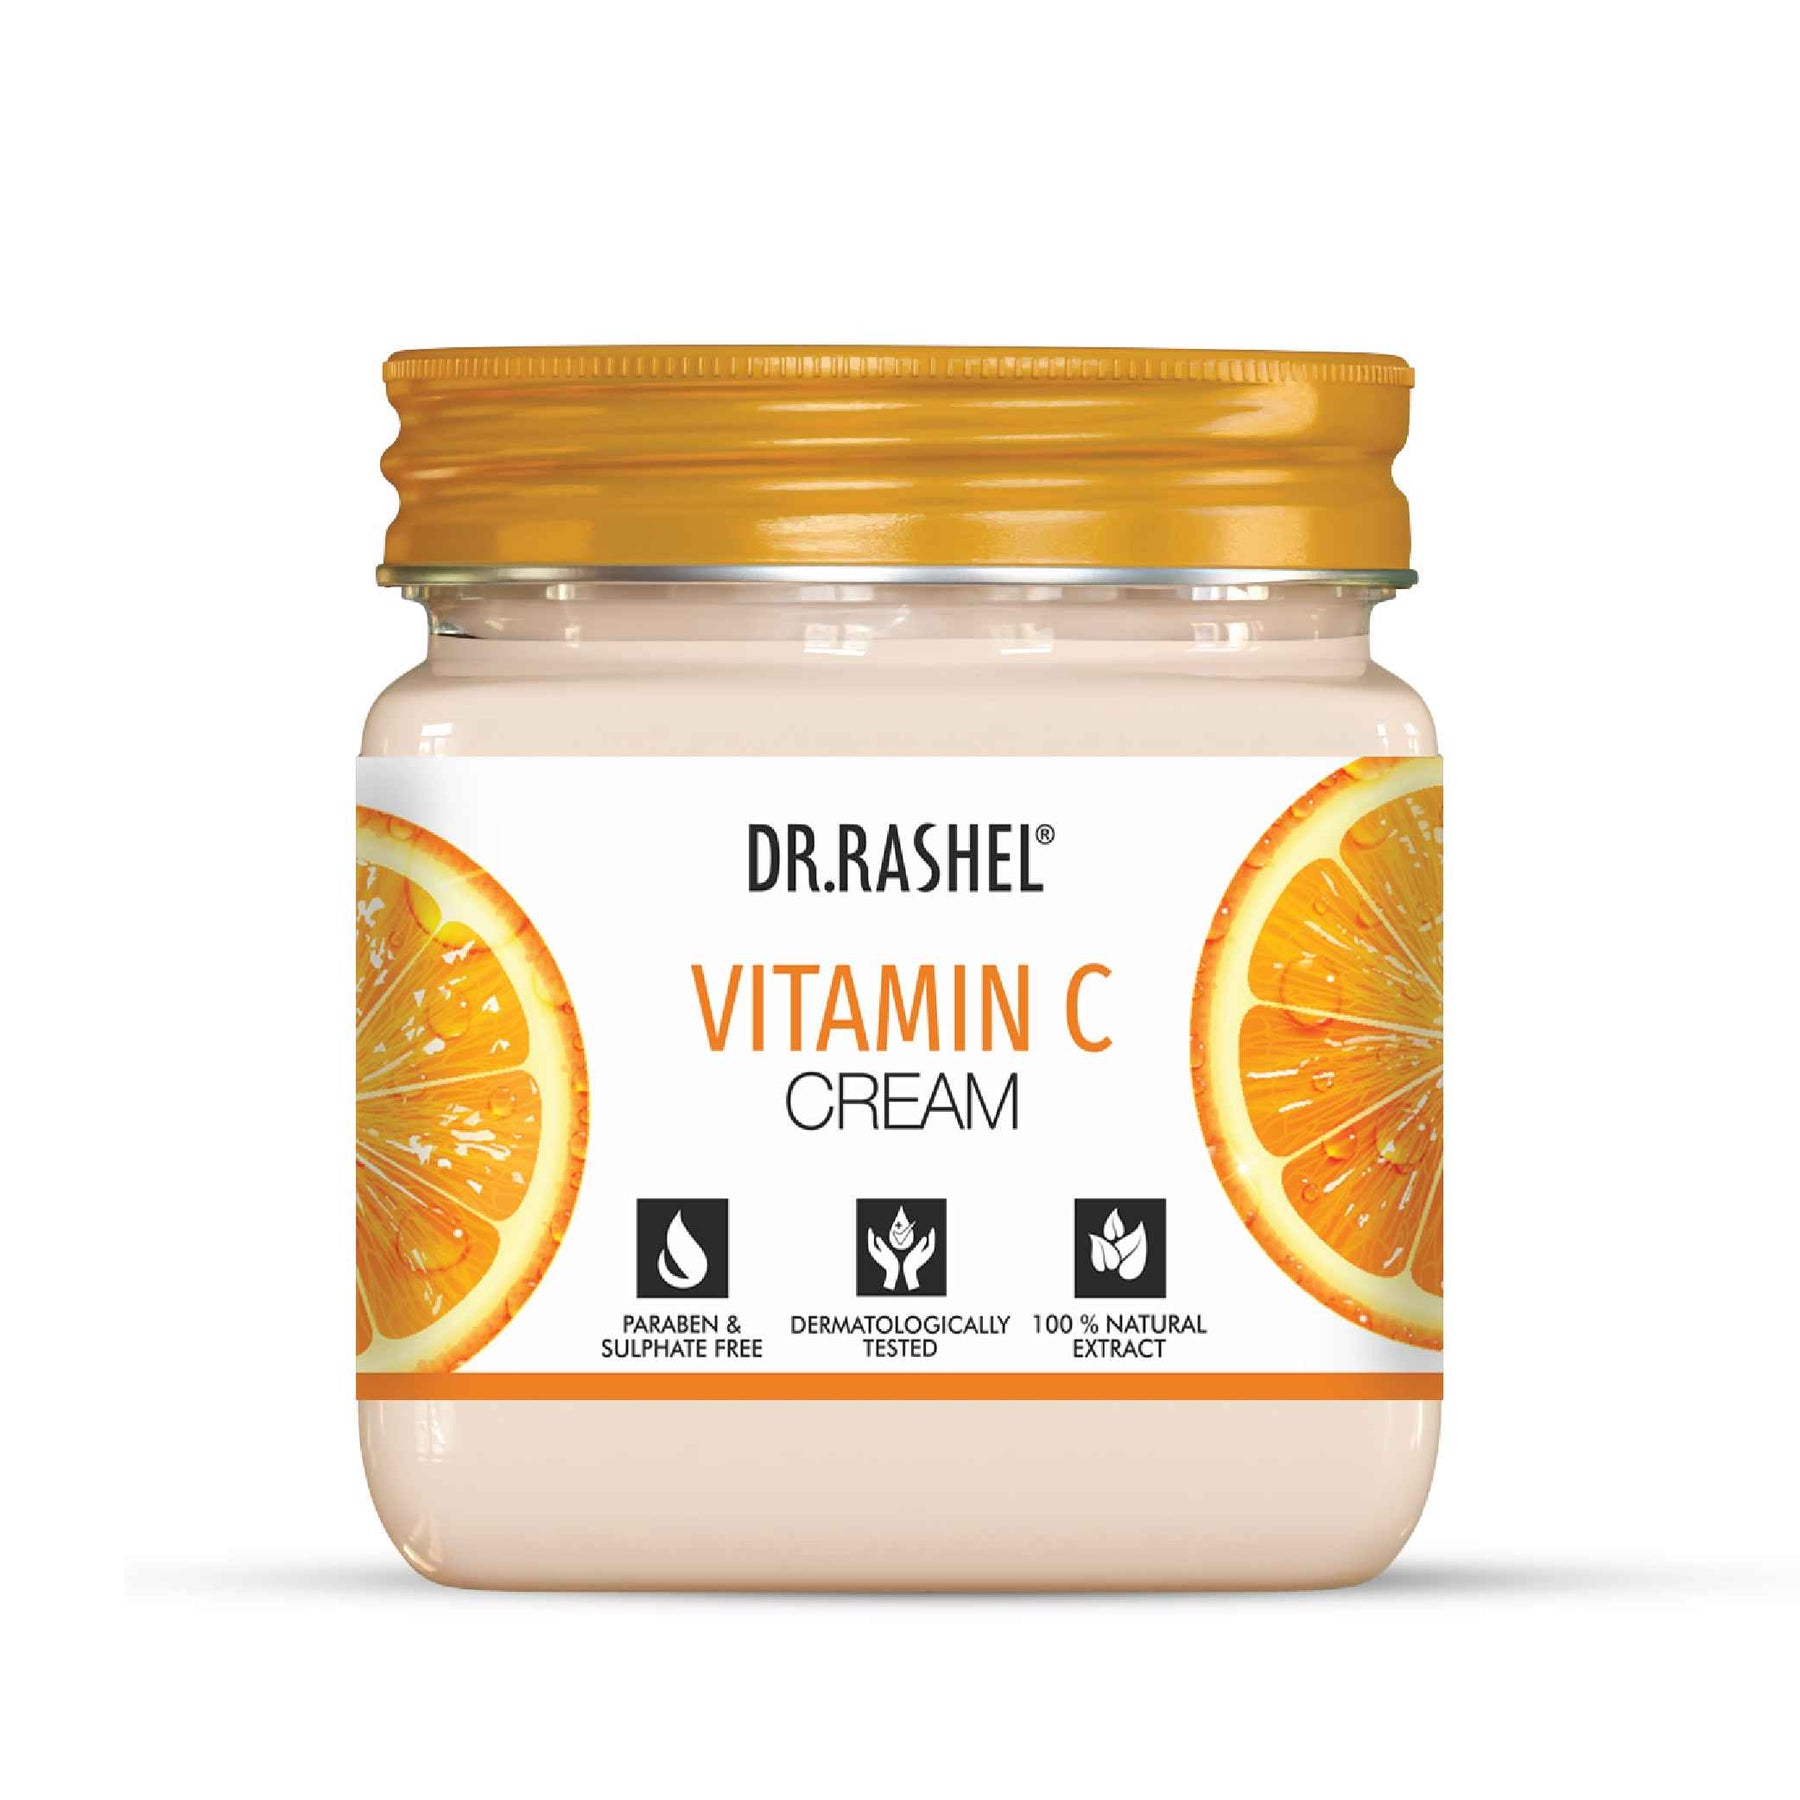 DR.RASHEL®
VITAMIN C
CREAM
PARABEN &
SULPHATE FREE
DERMATOLOGICALLY
TESTED
100 % NATURAL
EXTRACT